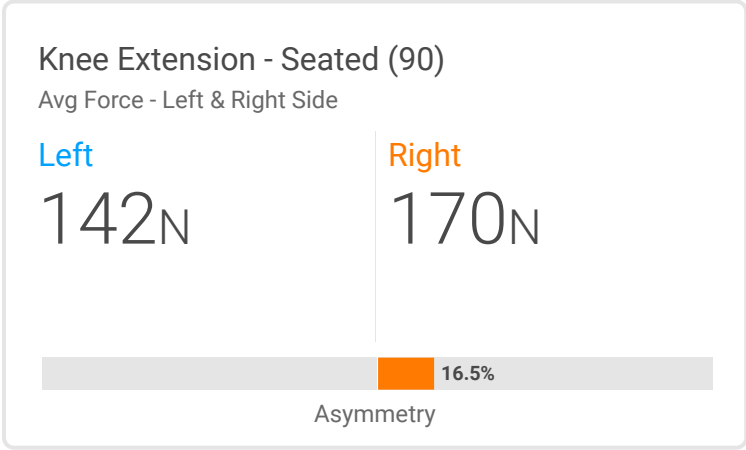 Knee Extension - Seated (90)
Avg Force - Left & Right Side
Left
142N
Right
170N
16.5%
Asymmetry